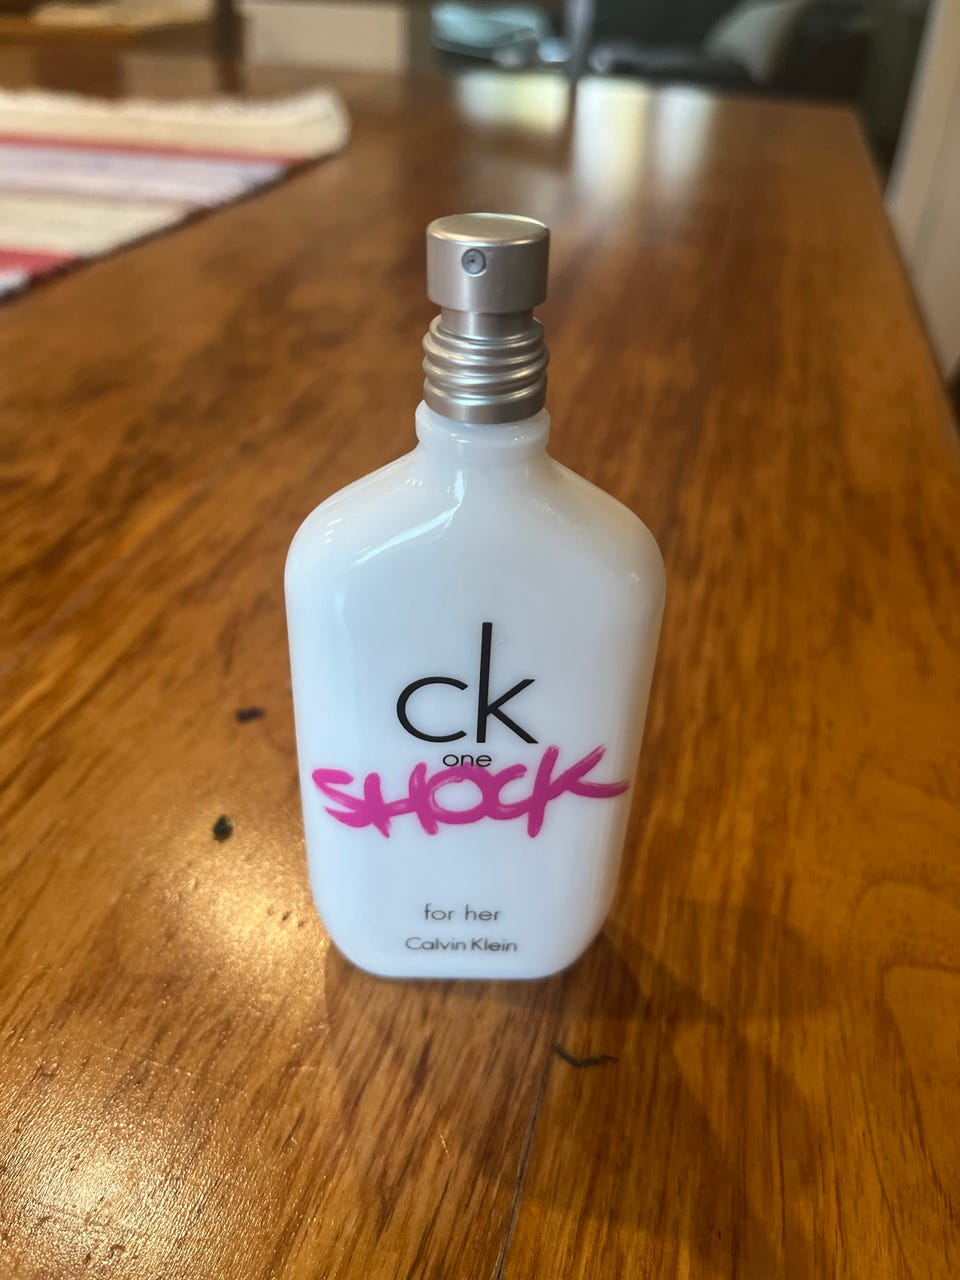 ck
one
SHOCK
for her
Calvin Klein